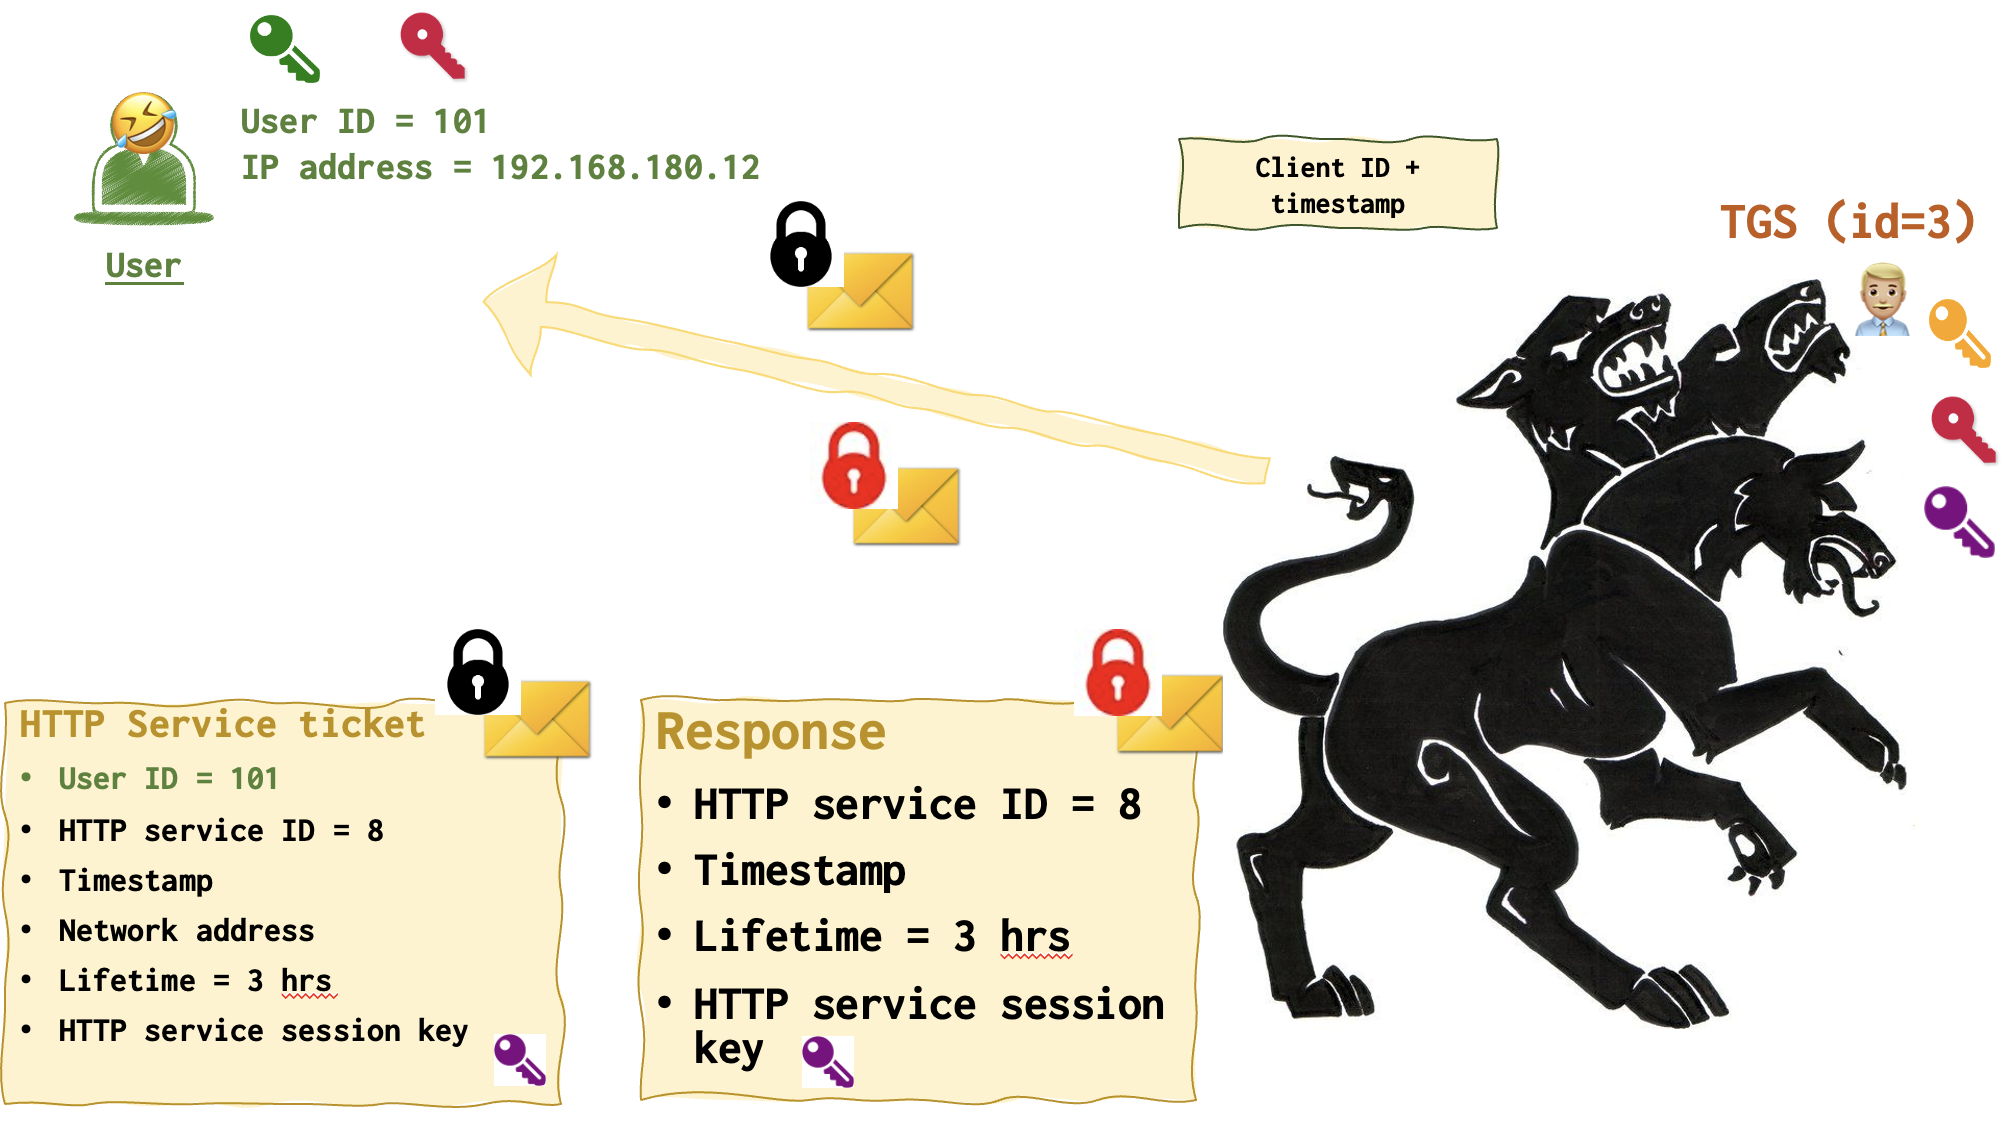 User ID = 101
IP address = 192.168.180.12
User
Client ID +
timestamp
TGS (id=3)
HTTP Service ticket
• User ID = 101
• HTTP service ID = 8
• Timestamp
• Network address
• Lifetime = 3 hrs
• HTTP service session key
Response
• HTTP service ID = 8
• Timestamp
• Lifetime = 3 hrs
• HTTP service session
key